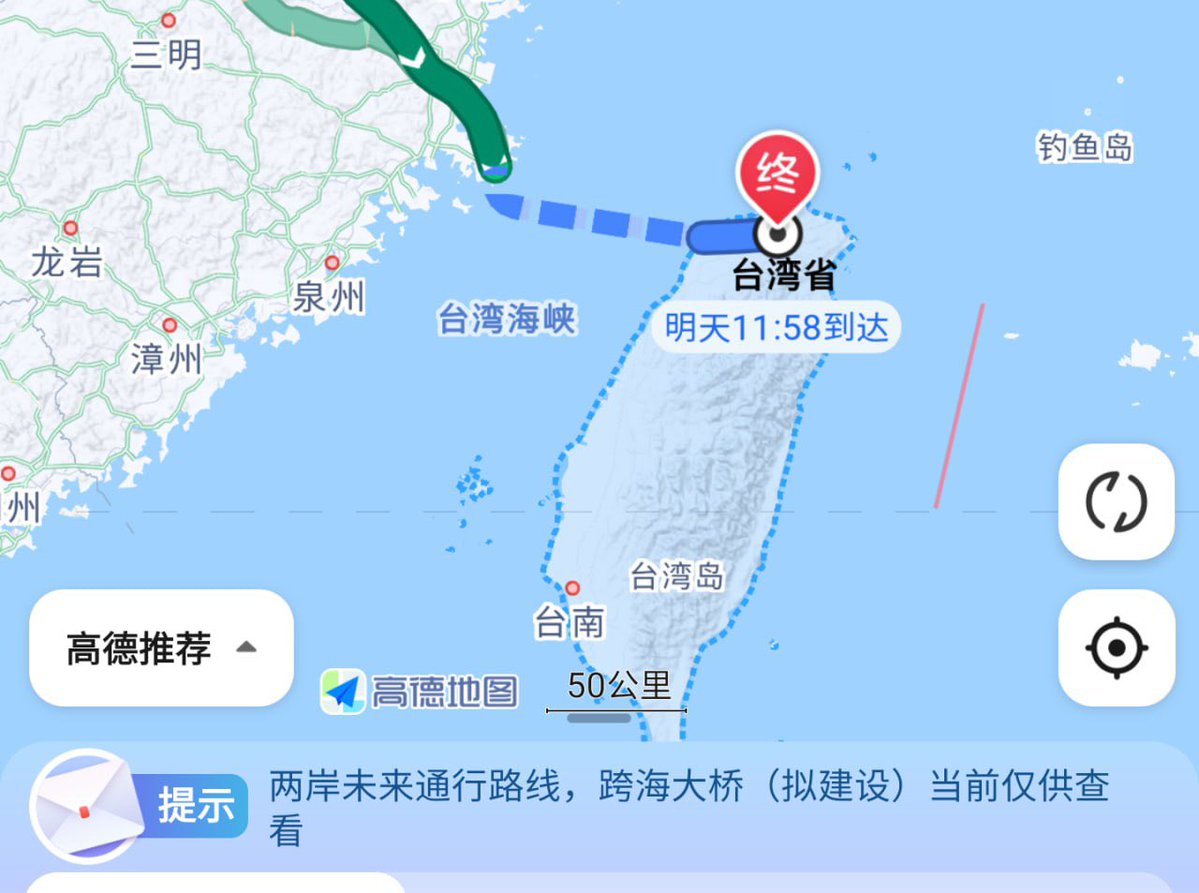 三明
钓鱼岛
终
龙岩
台湾省
泉州
台湾海峡
明天11:58到达
漳州
州
台湾岛
台南
高德推荐
高德地图
50公里
提示
两岸未来通行路线，跨海大桥（拟建设）当前仅供查
看